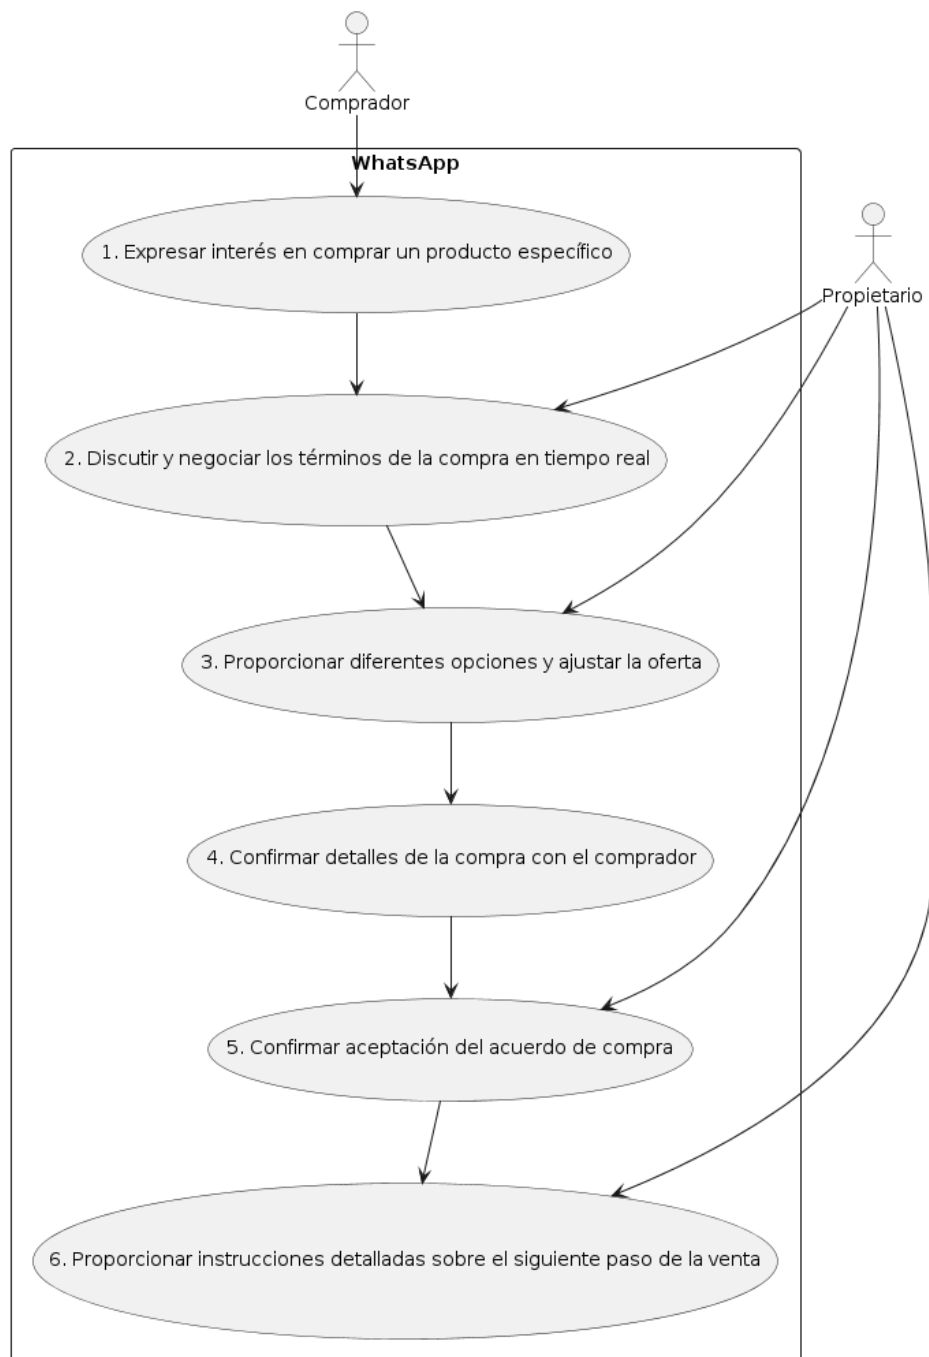 Comprador
WhatsApp
1. Expresar interés en comprar un producto específico
Propietario
2. Discutir y negociar los términos de la compra en tiempo real
3. Proporcionar diferentes opciones y ajustar la oferta
4. Confirmar detalles de la compra con el comprador
5. Confirmar aceptación del acuerdo de compra
6. Proporcionar instrucciones detalladas sobre el siguiente paso de la venta